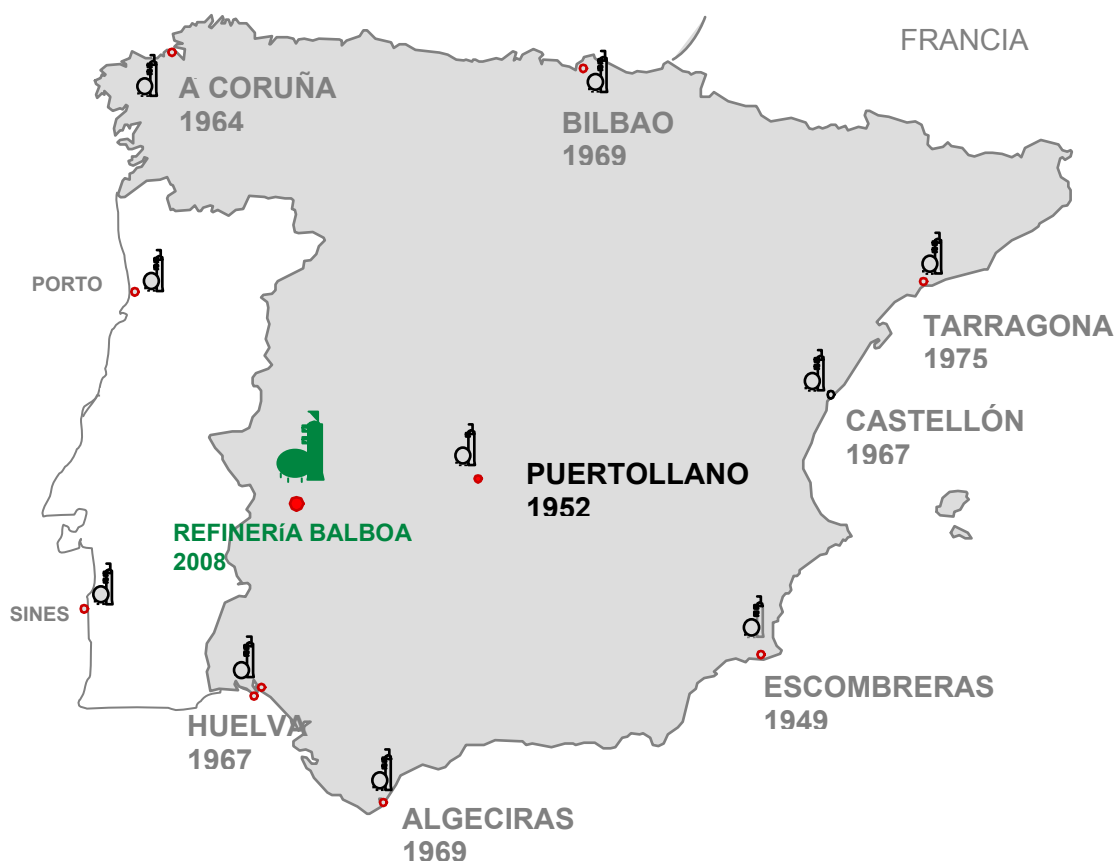 FRANCIA
A CORUÑA
1964
BILBAO
1969
PORTO
TARRAGONA
1975
CASTELLÓN
1967
PUERTOLLANO
1952
REFINERíA BALBOA
2008
SINES
ESCOMBRERAS
1949
HUELVA
1967
ALGECIRAS
1969